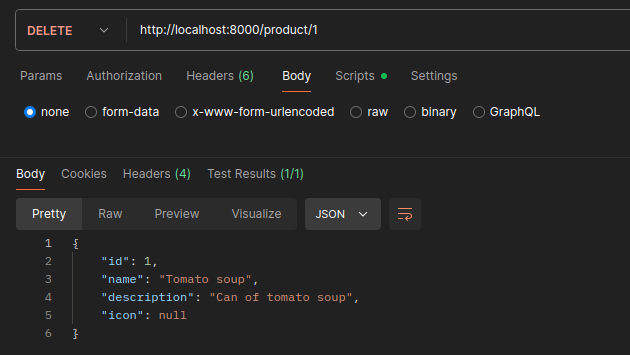 DELETE http://localhost:8000/product/1
Params Authorization Headers (6) Body Scripts Settings
none form-data x-www-form-urlencoded raw binary GraphQL
Body Cookies Headers (4) Test Results (1/1)
Pretty Raw Preview Visualize JSON
1 {
2 "id": 1,
3 "name": "Tomato soup",
4 "description": "Can of tomato soup",
5 "icon": null
6 }